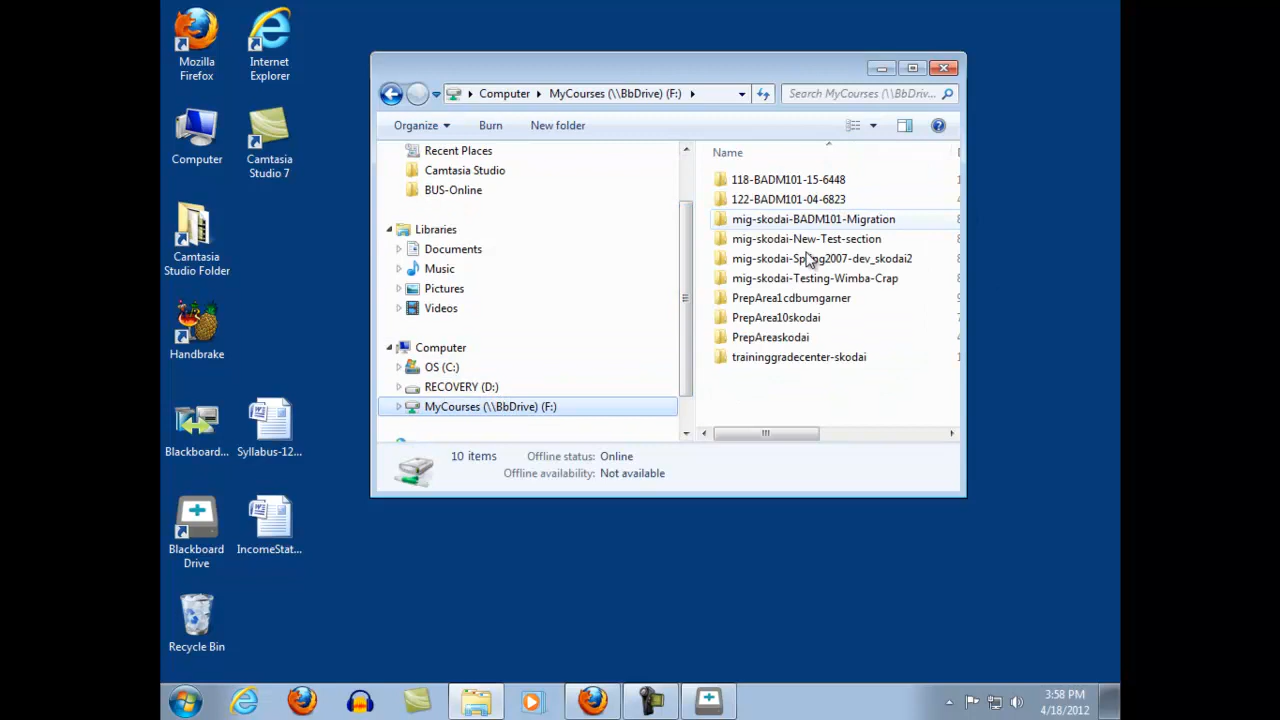 Mozilla
Firefox
Internet
Explorer
Computer
Camtasia
Studio 7
Camtasia
Studio Folder
Handbrake
Blackboard...
Syllabus-12...
Blackboard
Drive
IncomeStat...
Recycle Bin
Computer
MyCourses (\\BbDrive) (F:)
Search MyCourses (\\BbDriv...
Organize
Burn
New folder
Recent Places
Camtasia Studio
BUS-Online
Libraries
Documents
Music
Pictures
Videos
Computer
OS (C:)
RECOVERY (D:)
MyCourses (\\BbDrive) (F:)
Name
118-BADM101-15-6448
122-BADM101-04-6823
mig-skodai-BADM101-Migration
mig-skodai-New-Test-section
mig-skodai-Spring2007-dev_skodai2
mig-skodai-Testing-Wimba-Crap
PrepArea1cdbumgarner
PrepArea10skodai
PrepAreaskodai
traininggradecenter-skodai
10 items
Offline status: Online
Offline availability: Not available
3:58 PM
4/18/2012